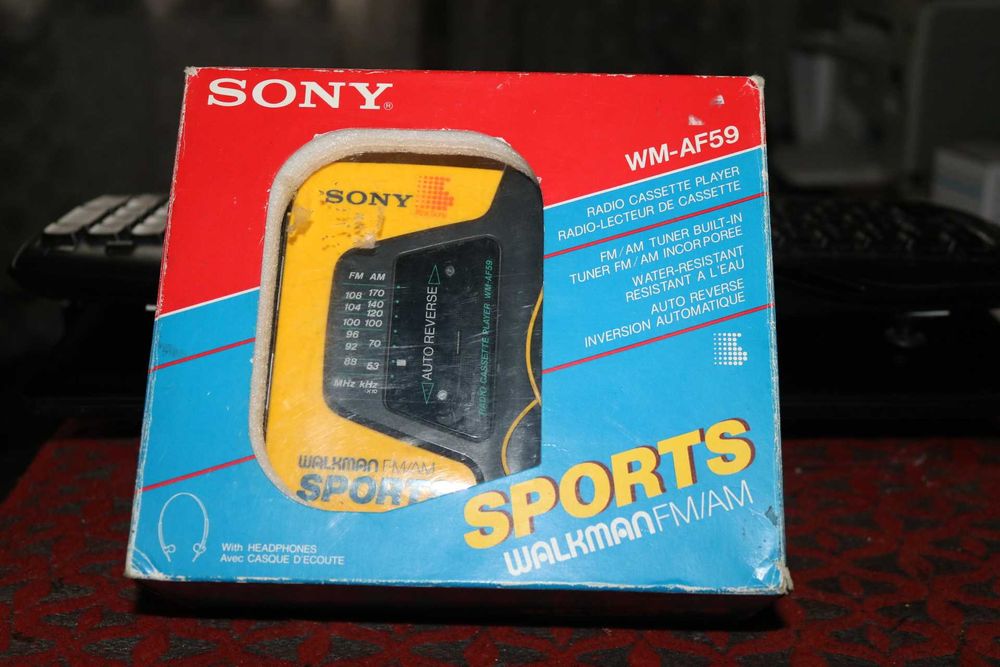 SONY®
WM-AF59
RADIO CASSETTE PLAYER
RADIO-LECTEUR DE CASSETTE
FM/AM TUNER BUILT-IN
TUNER FM/AM INCORPOREE
WATER-RESISTANT
RESISTANT A L'EAU
AUTO REVERSE
INVERSION AUTOMATIQUE
SONY
FM AM
108 170
104 140
120
100 100
96
92 70
88 53
MHz kHz
X10
AUTO REVERSE
RADIO CASSETTE PLAYER WM-AF59
WALKMAN FM/AM
SPORTS
SPORTS
WALKMAN FM/AM
With HEADPHONES
Avec CASQUE D'ECOUTE